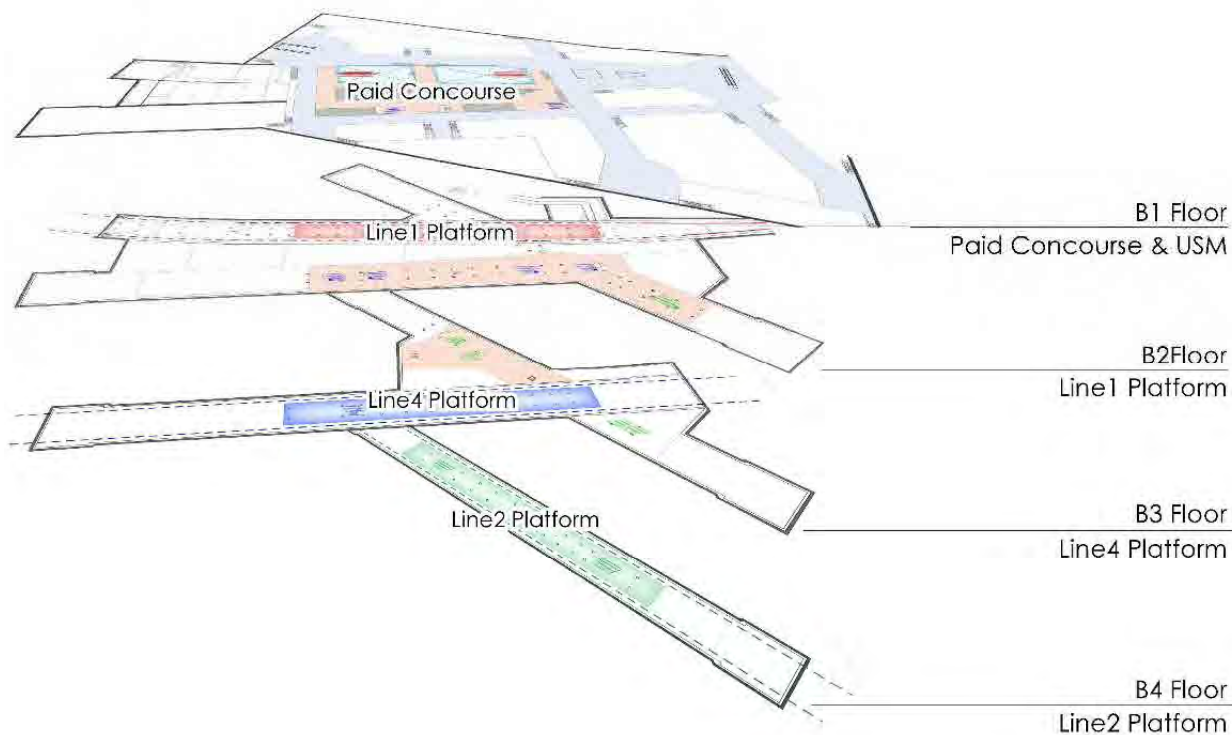 Paid Concourse
B1 Floor
Paid Concourse & USM
Line1 Platform
B2Floor
Line1 Platform
Line4 Platform
B3 Floor
Line4 Platform
Line2 Platform
B4 Floor
Line2 Platform